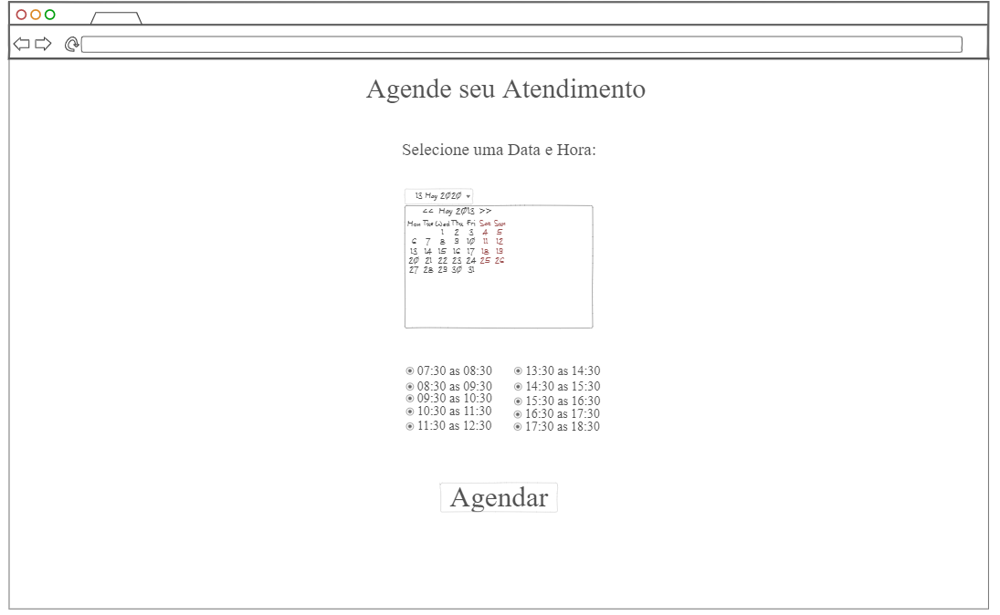 Agende seu Atendimento
Selecione uma Data e Hora:
13 May 2020
<< May 2013 >>
Mon Tue Wed Thu Fri Sat Sun
1 2 3 4 5
6 7 8 9 10 11 12
13 14 15 16 17 18 19
20 21 22 23 24 25 26
27 28 29 30 31
07:30 as 08:30
08:30 as 09:30
09:30 as 10:30
10:30 as 11:30
11:30 as 12:30
13:30 as 14:30
14:30 as 15:30
15:30 as 16:30
16:30 as 17:30
17:30 as 18:30
Agendar